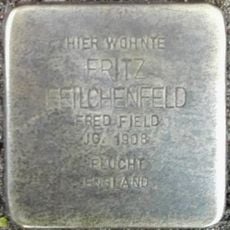 HIER WOHNTE
FRITZ
FEILCHENFELD
FRED FIELD
JG. 1908
FLUCHT
ENGLAND